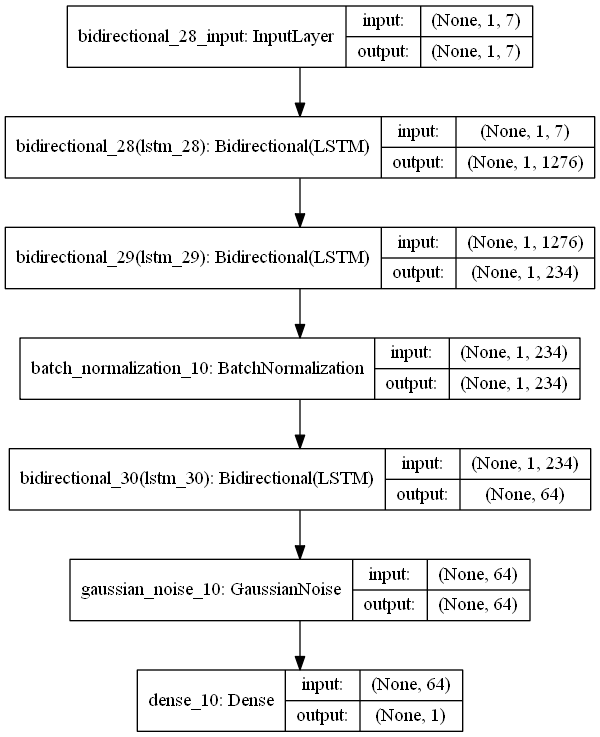 bidirectional_28_input: InputLayer
input: (None, 1, 7)
output: (None, 1, 7)
bidirectional_28(lstm_28): Bidirectional(LSTM)
input: (None, 1, 7)
output: (None, 1, 1276)
bidirectional_29(lstm_29): Bidirectional(LSTM)
input: (None, 1, 1276)
output: (None, 1, 234)
batch_normalization_10: BatchNormalization
input: (None, 1, 234)
output: (None, 1, 234)
bidirectional_30(lstm_30): Bidirectional(LSTM)
input: (None, 1, 234)
output: (None, 64)
gaussian_noise_10: GaussianNoise
input: (None, 64)
output: (None, 64)
dense_10: Dense
input: (None, 64)
output: (None, 1)